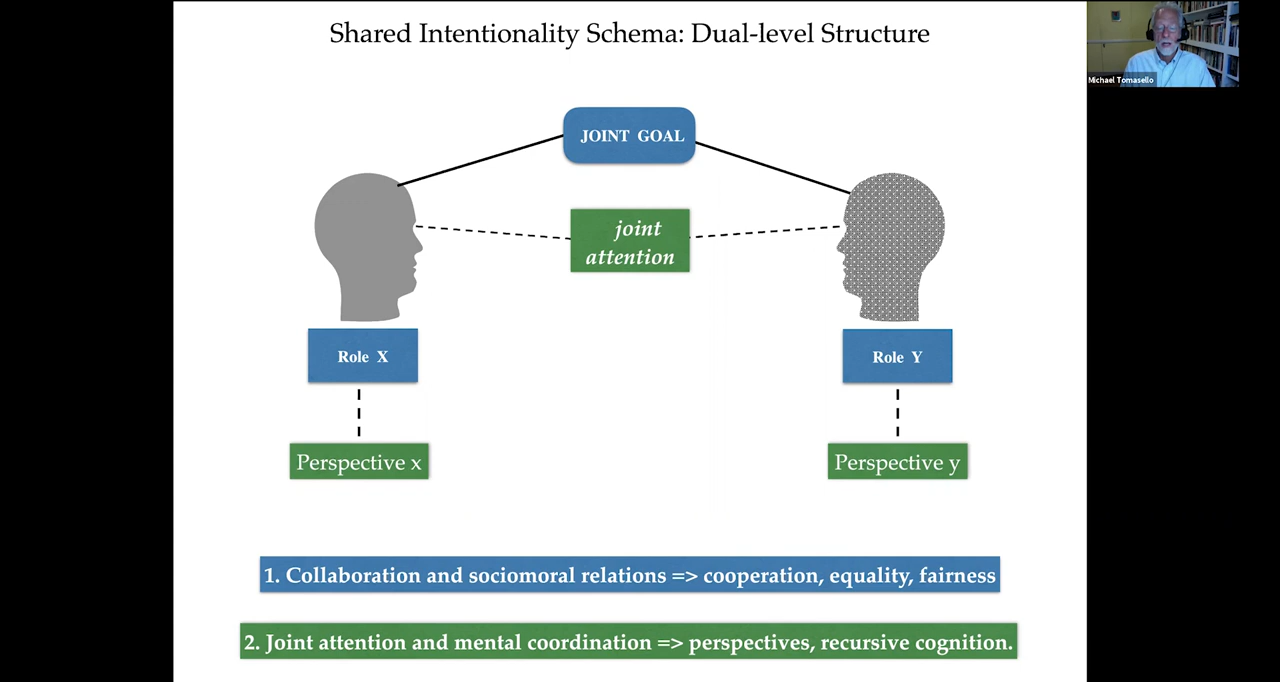 Shared Intentionality Schema: Dual-level Structure
Michael Tomasello
JOINT GOAL
joint
attention
Role X
Role Y
Perspective x
Perspective y
1. Collaboration and sociomoral relations => cooperation, equality, fairness
2. Joint attention and mental coordination => perspectives, recursive cognition.